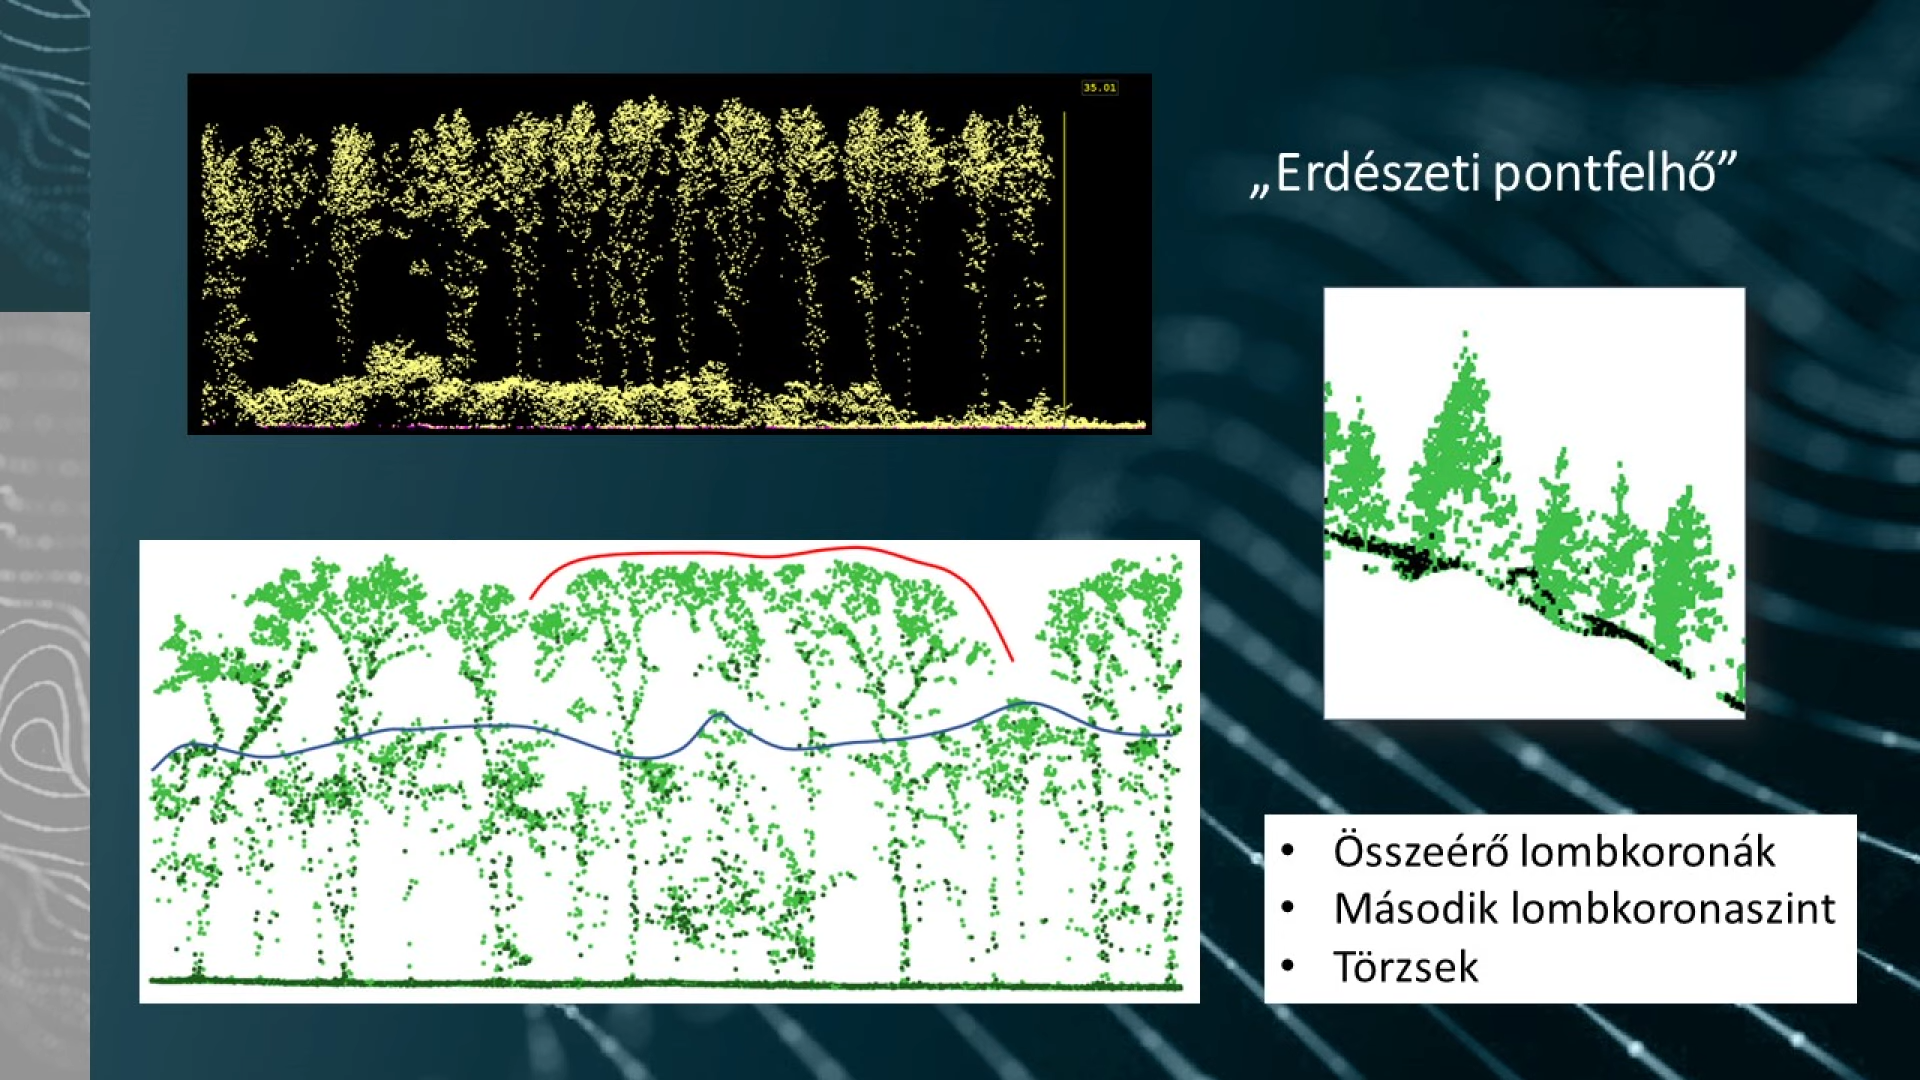 35.01
„Erdészeti pontfelhő”
• Összeérő lombkoronák
• Második lombkoronaszint
• Törzsek